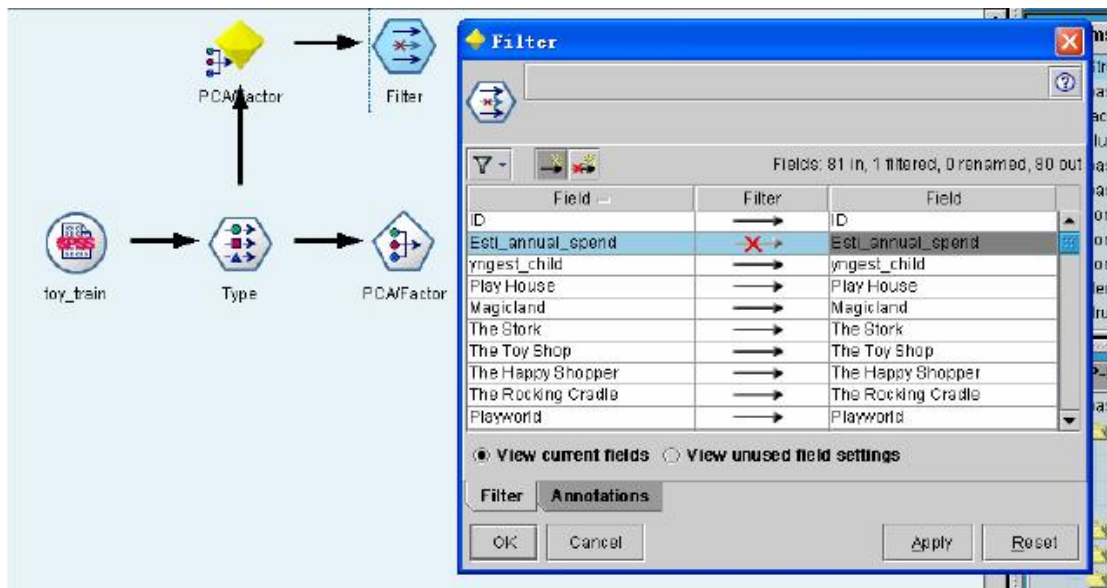 PCA/Factor
Filter
SPSS
toy_train
Type
PCA/Factor
Filter
Fields: 81 in, 1 filtered, 0 renamed, 80 out
Field Filter Field
ID ID
Esti_annual_spend Esti_annual_spend
yngest_child yngest_child
Play House Play House
Magicland Magicland
The Stork The Stork
The Toy Shop The Toy Shop
The Happy Shopper The Happy Shopper
The Rocking Cradle The Rocking Cradle
Playworld Playworld
View current fields View unused field settings
Filter Annotations
OK Cancel Apply Reset